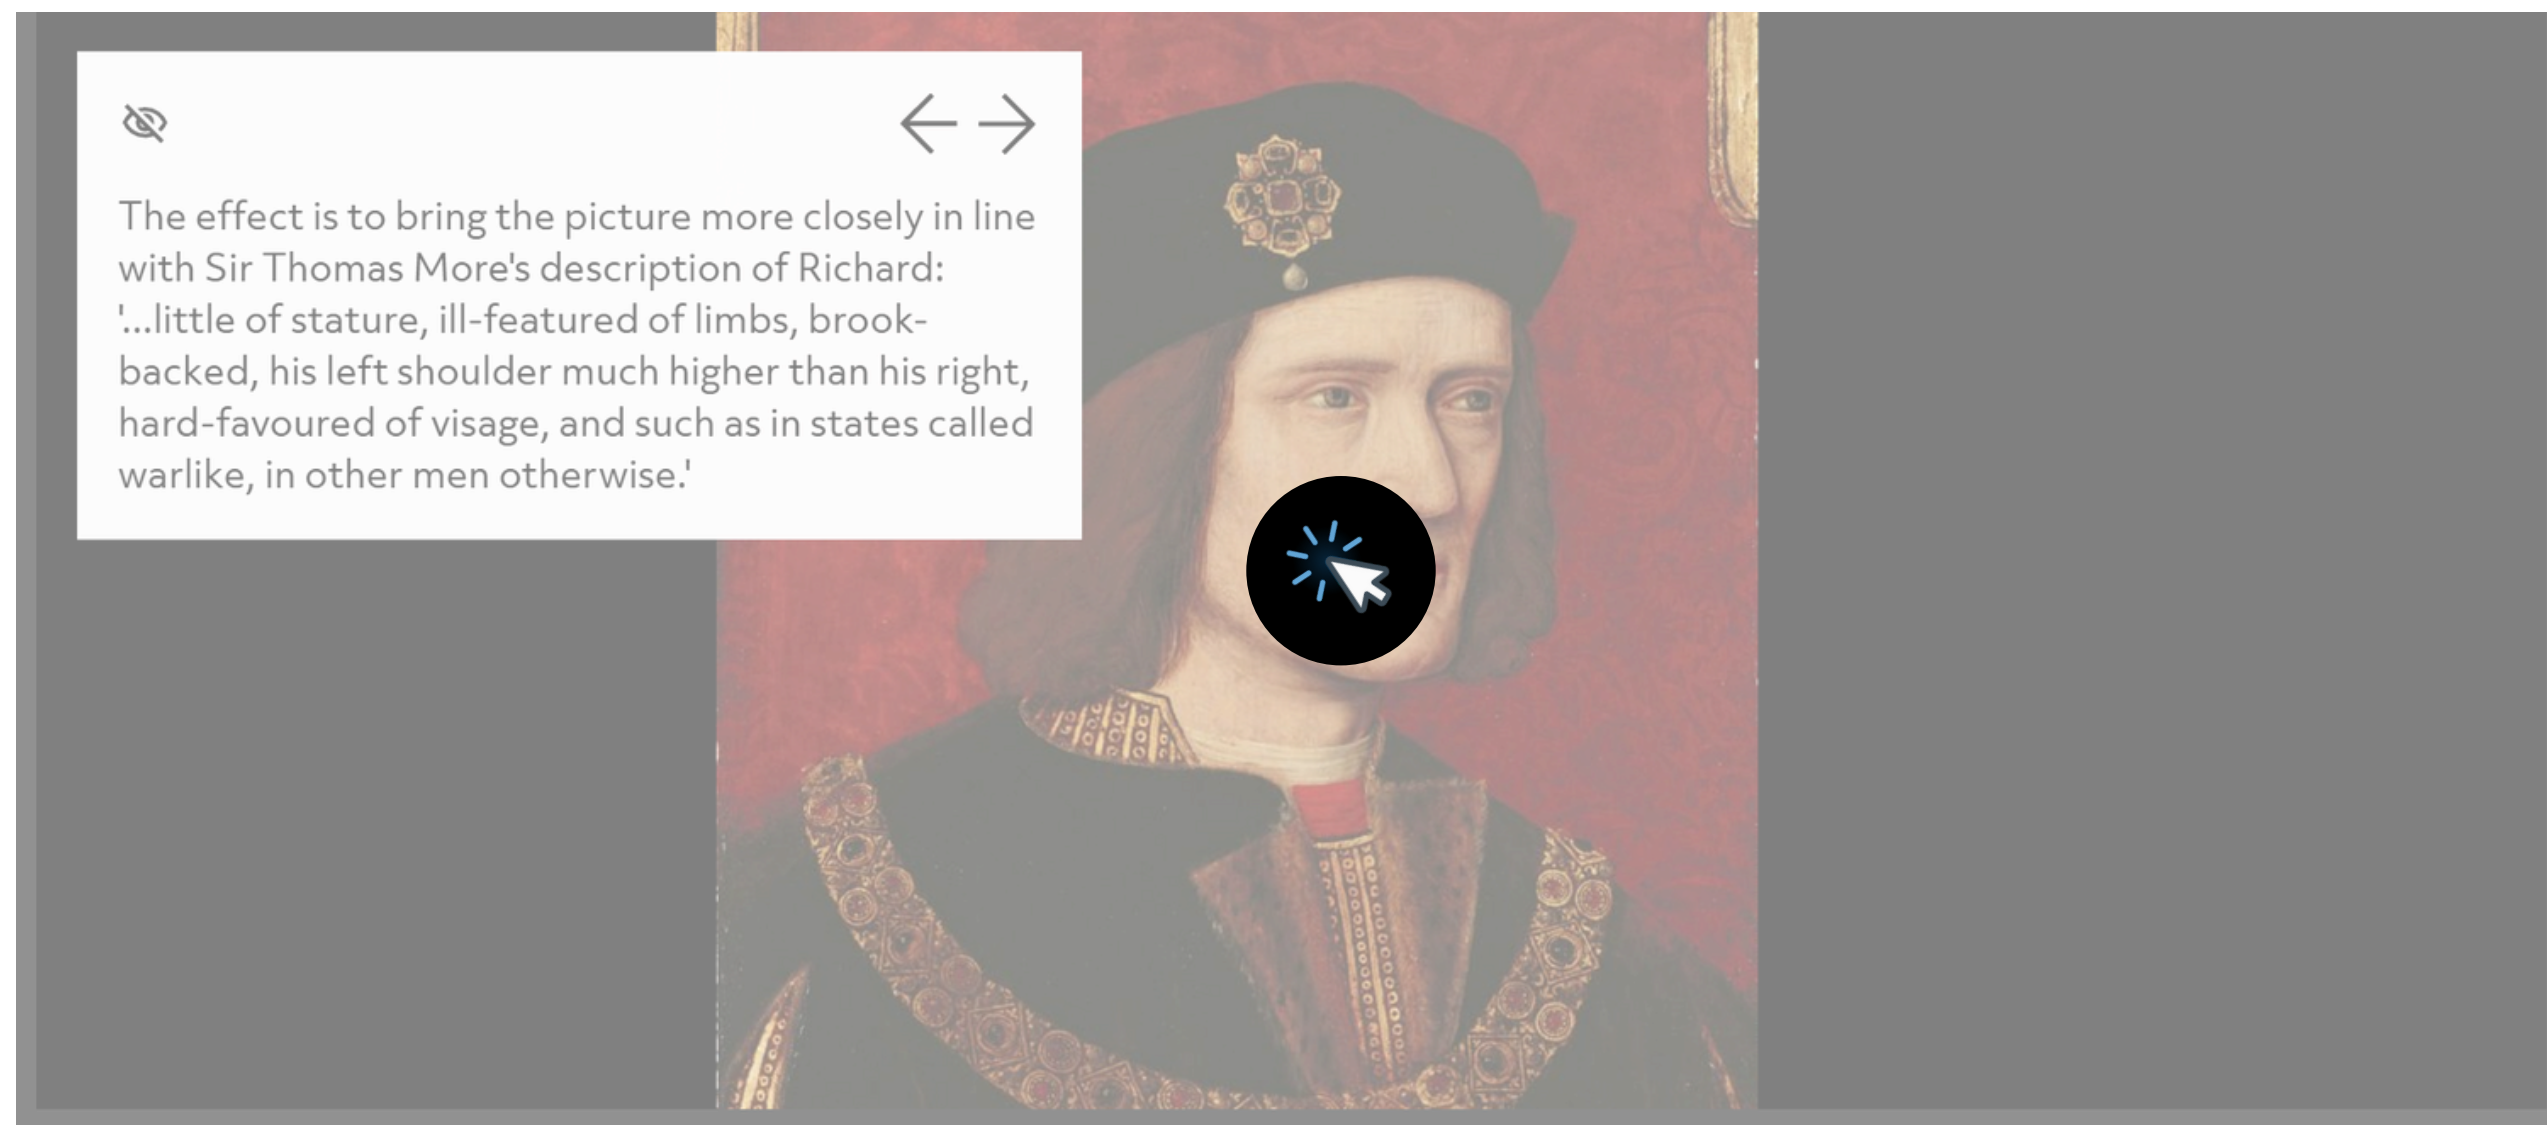 The effect is to bring the picture more closely in line
with Sir Thomas More's description of Richard:
'...little of stature, ill-featured of limbs, brook-
backed, his left shoulder much higher than his right,
hard-favoured of visage, and such as in states called
warlike, in other men otherwise.'